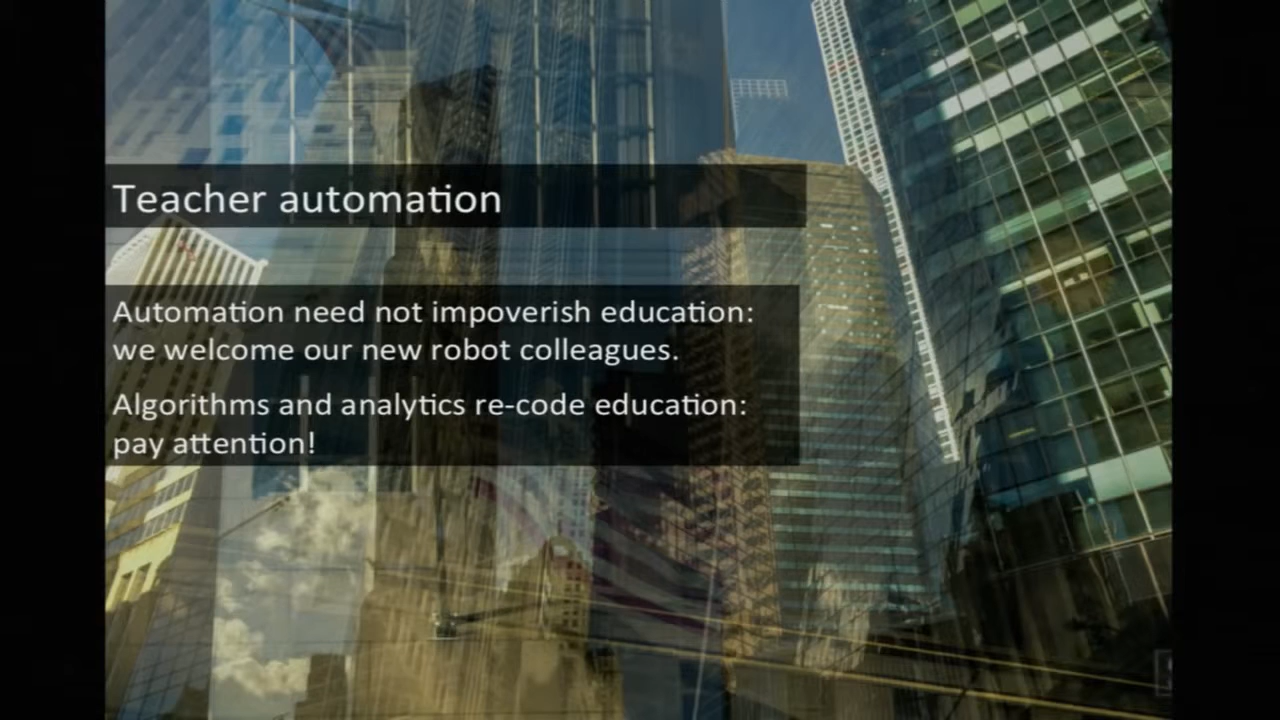 Teacher automation
Automation need not impoverish education:
we welcome our new robot colleagues.
Algorithms and analytics re-code education:
pay attention!